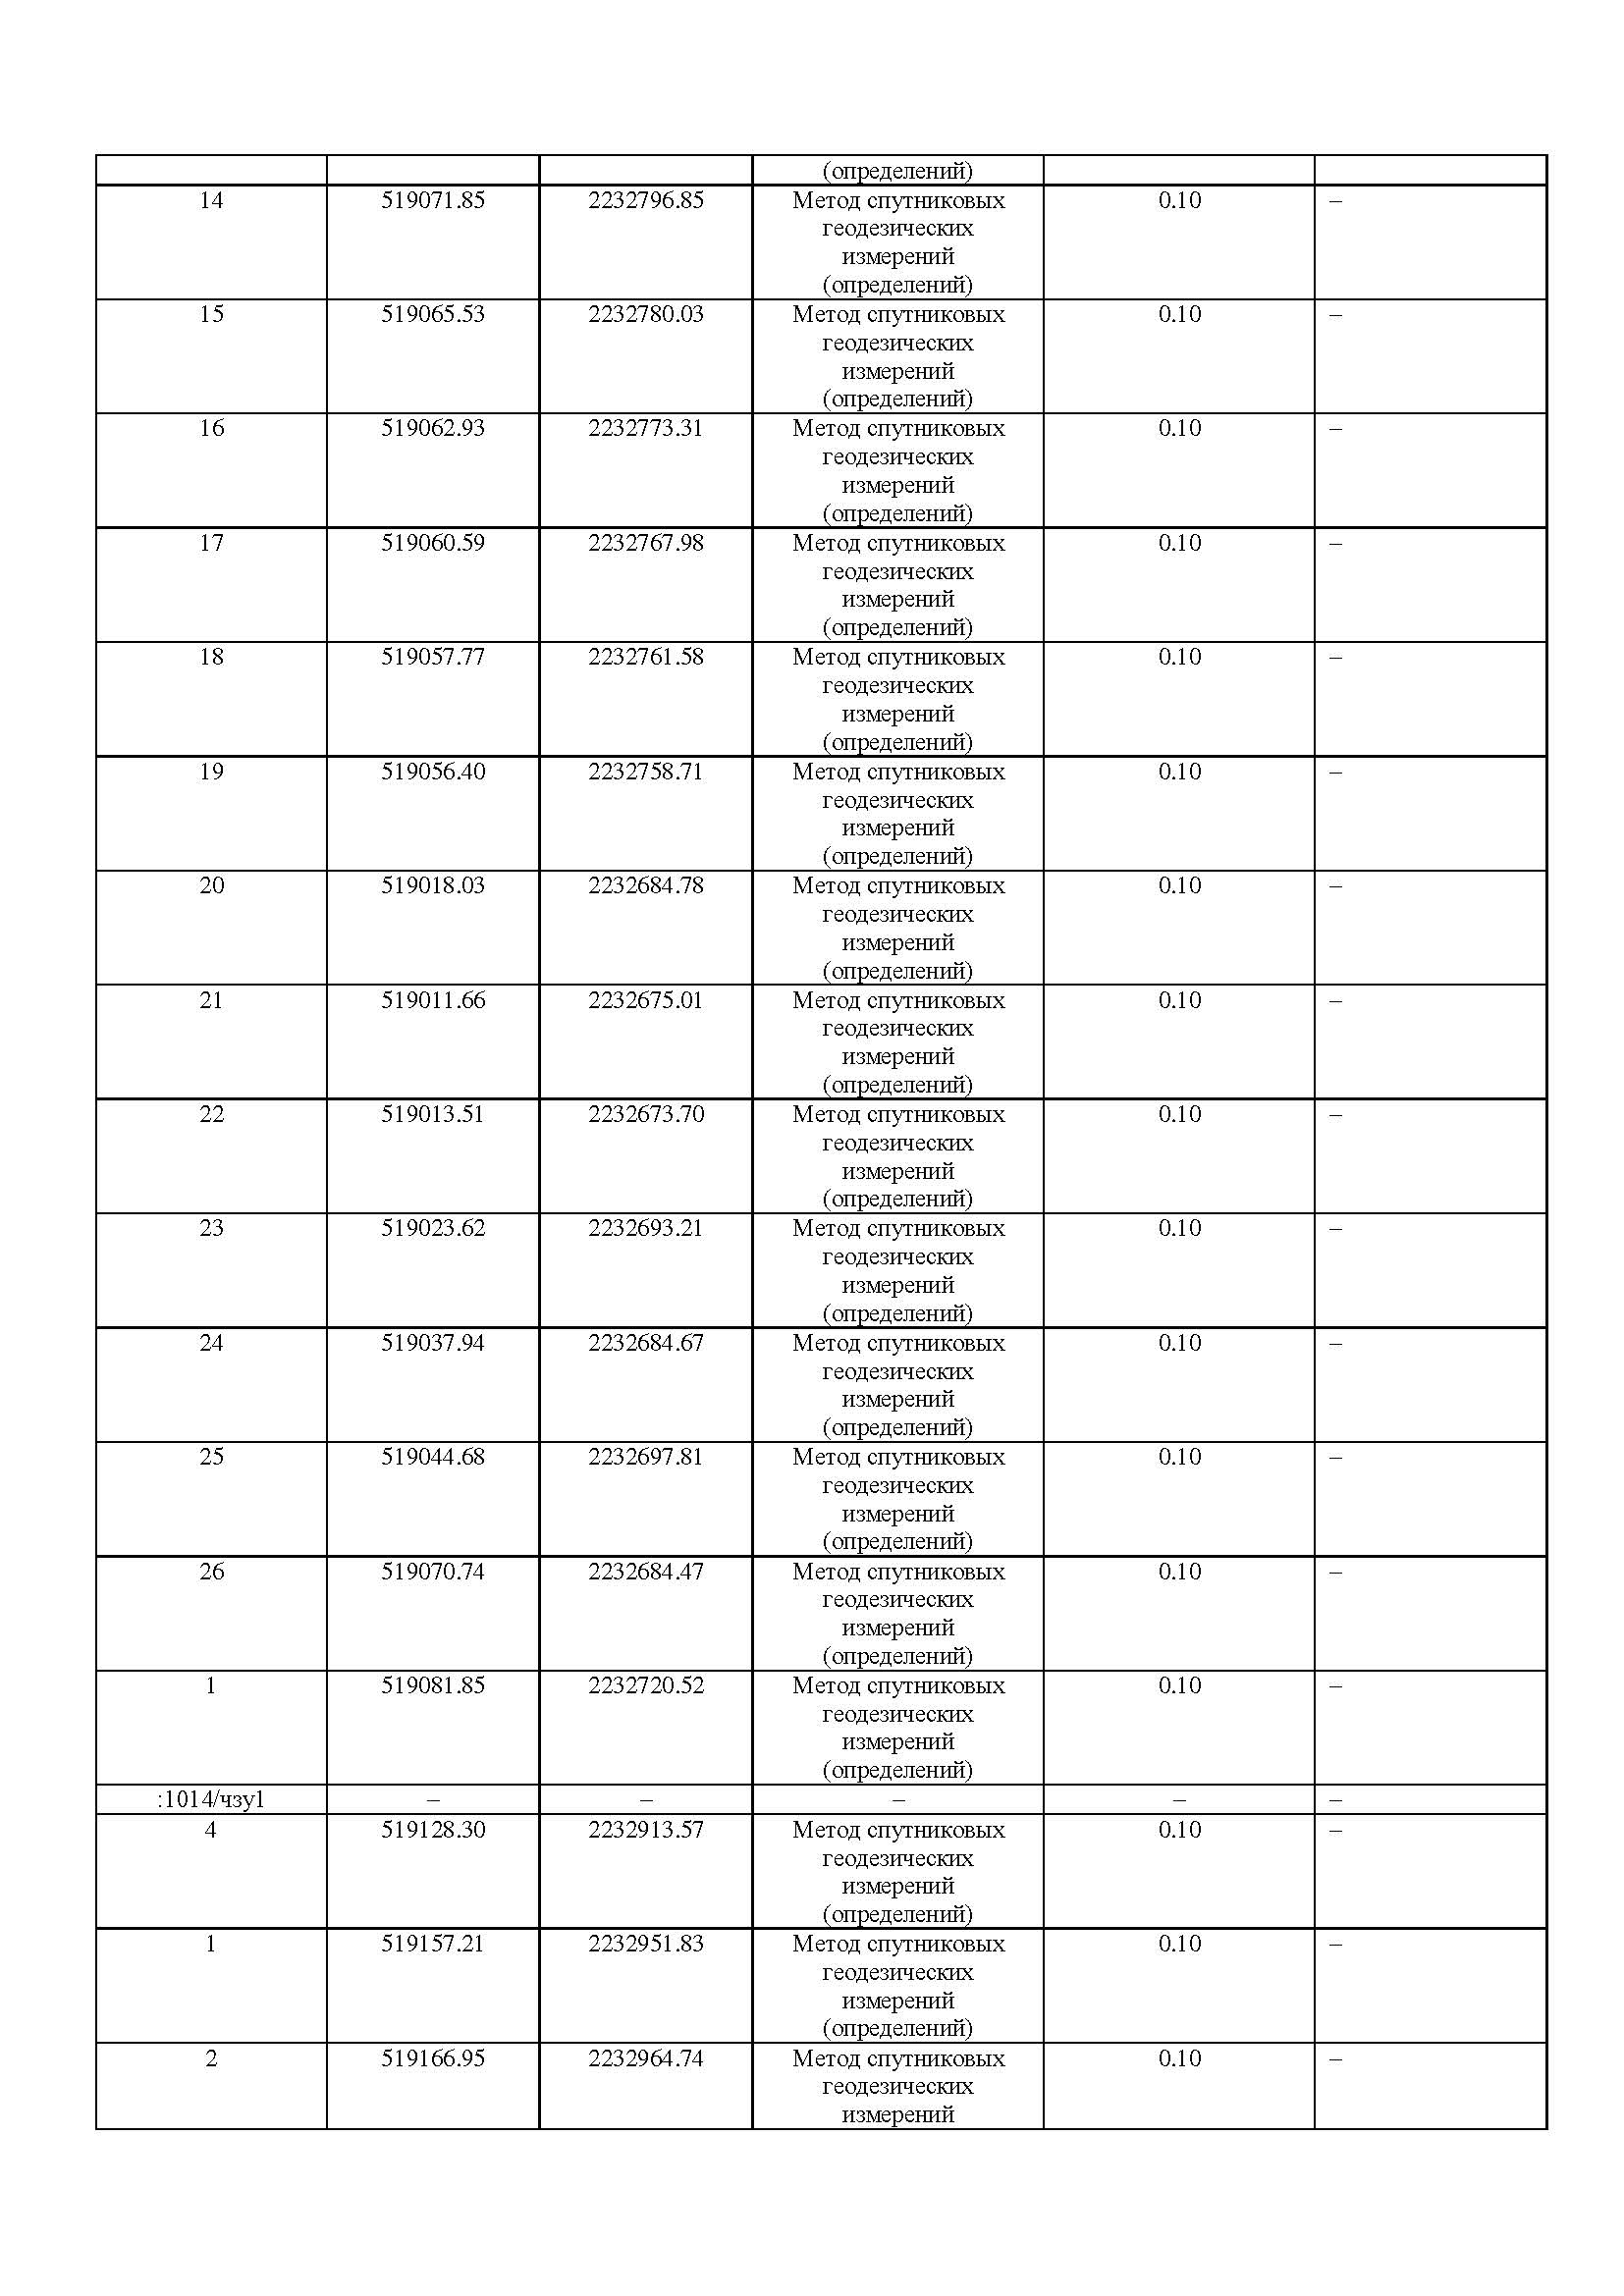 (определений)
14 519071.85 2232796.85 Метод спутниковых 0.10 –
геодезических
измерений
(определений)
15 519065.53 2232780.03 Метод спутниковых 0.10 –
геодезических
измерений
(определений)
16 519062.93 2232773.31 Метод спутниковых 0.10 –
геодезических
измерений
(определений)
17 519060.59 2232767.98 Метод спутниковых 0.10 –
геодезических
измерений
(определений)
18 519057.77 2232761.58 Метод спутниковых 0.10 –
геодезических
измерений
(определений)
19 519056.40 2232758.71 Метод спутниковых 0.10 –
геодезических
измерений
(определений)
20 519018.03 2232684.78 Метод спутниковых 0.10 –
геодезических
измерений
(определений)
21 519011.66 2232675.01 Метод спутниковых 0.10 –
геодезических
измерений
(определений)
22 519013.51 2232673.70 Метод спутниковых 0.10 –
геодезических
измерений
(определений)
23 519023.62 2232693.21 Метод спутниковых 0.10 –
геодезических
измерений
(определений)
24 519037.94 2232684.67 Метод спутниковых 0.10 –
геодезических
измерений
(определений)
25 519044.68 2232697.81 Метод спутниковых 0.10 –
геодезических
измерений
(определений)
26 519070.74 2232684.47 Метод спутниковых 0.10 –
геодезических
измерений
(определений)
1 519081.85 2232720.52 Метод спутниковых 0.10 –
геодезических
измерений
(определений)
:1014/чзу1 – – – – –
4 519128.30 2232913.57 Метод спутниковых 0.10 –
геодезических
измерений
(определений)
1 519157.21 2232951.83 Метод спутниковых 0.10 –
геодезических
измерений
(определений)
2 519166.95 2232964.74 Метод спутниковых 0.10 –
геодезических
измерений